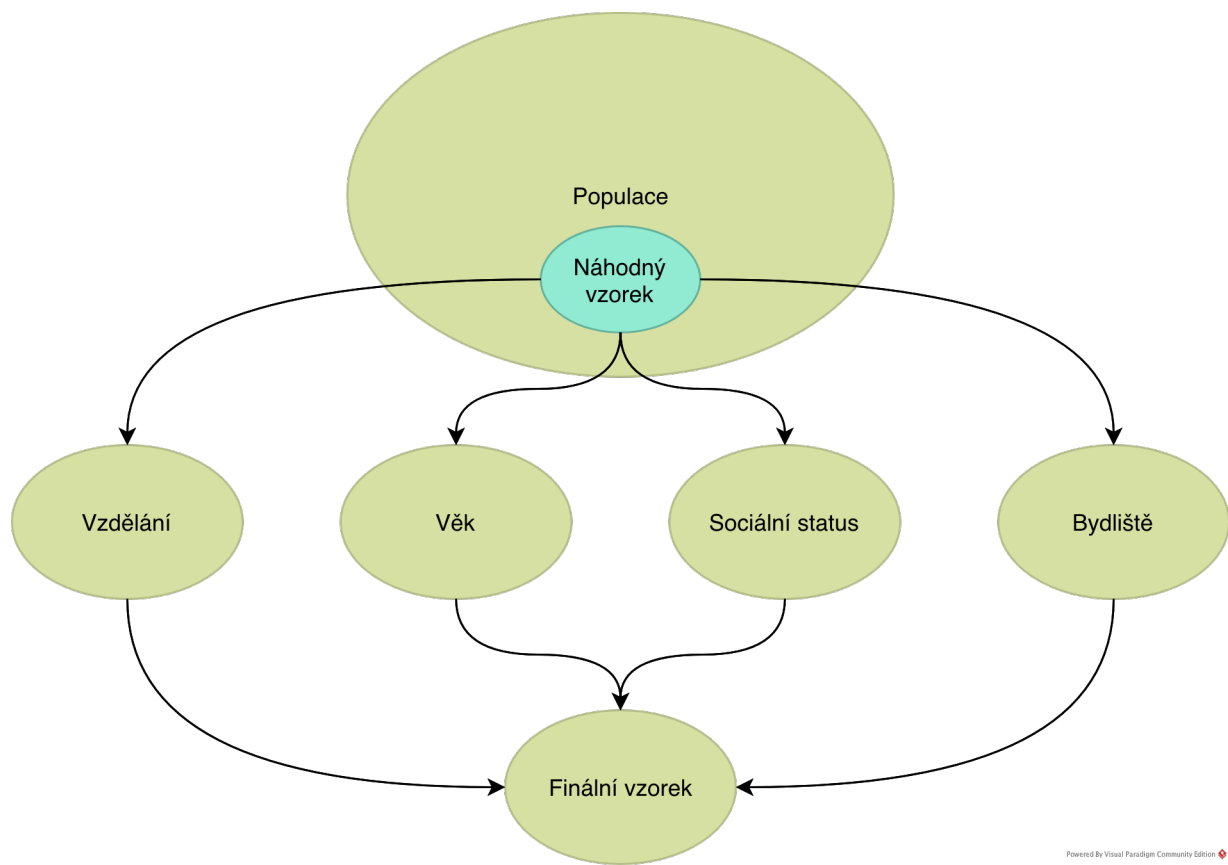 Populace
Náhodný
vzorek
Vzdělání
Věk
Sociální status
Bydliště
Finální vzorek
Powered By Visual Paradigm Community Edition